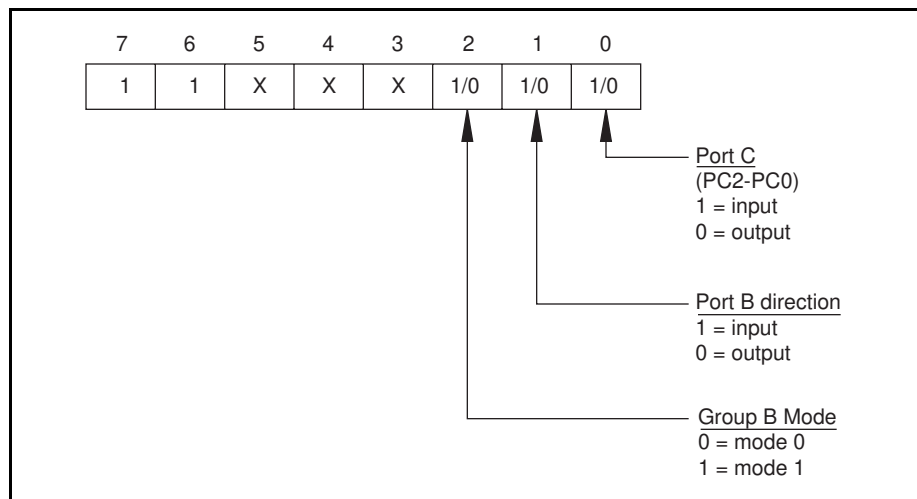 7 6 5 4 3 2 1 0
1 1 X X X 1/0 1/0 1/0
Port C
(PC2-PC0)
1 = input
0 = output
Port B direction
1 = input
0 = output
Group B Mode
0 = mode 0
1 = mode 1